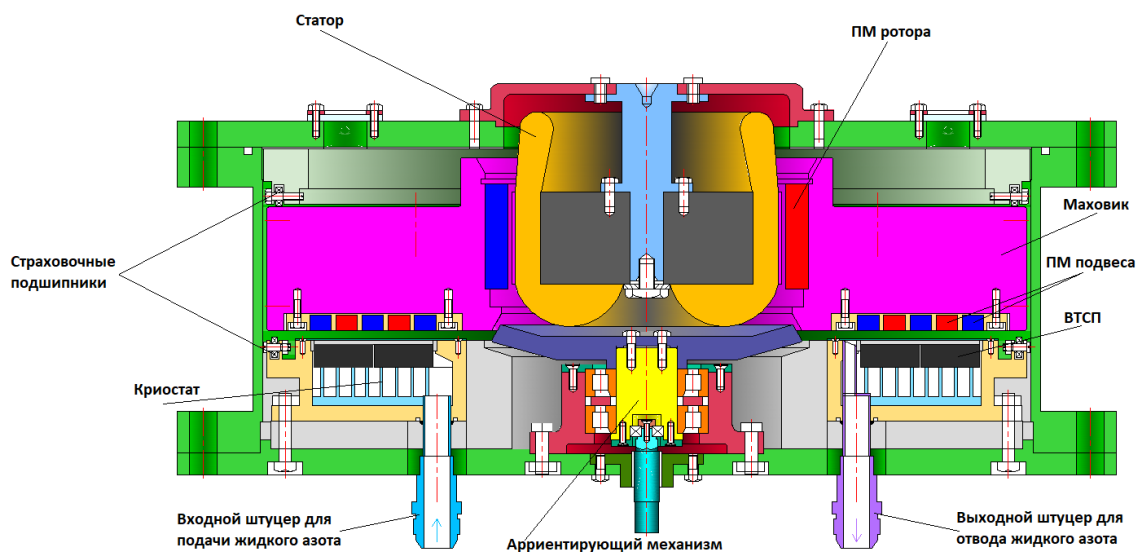 Статор
ПМ ротора
Маховик
Страховочные
подшипники
ПМ подвеса
ВТСП
Криостат
Входной штуцер для
подачи жидкого азота
Арриентирующий механизм
Выходной штуцер для
отвода жидкого азота